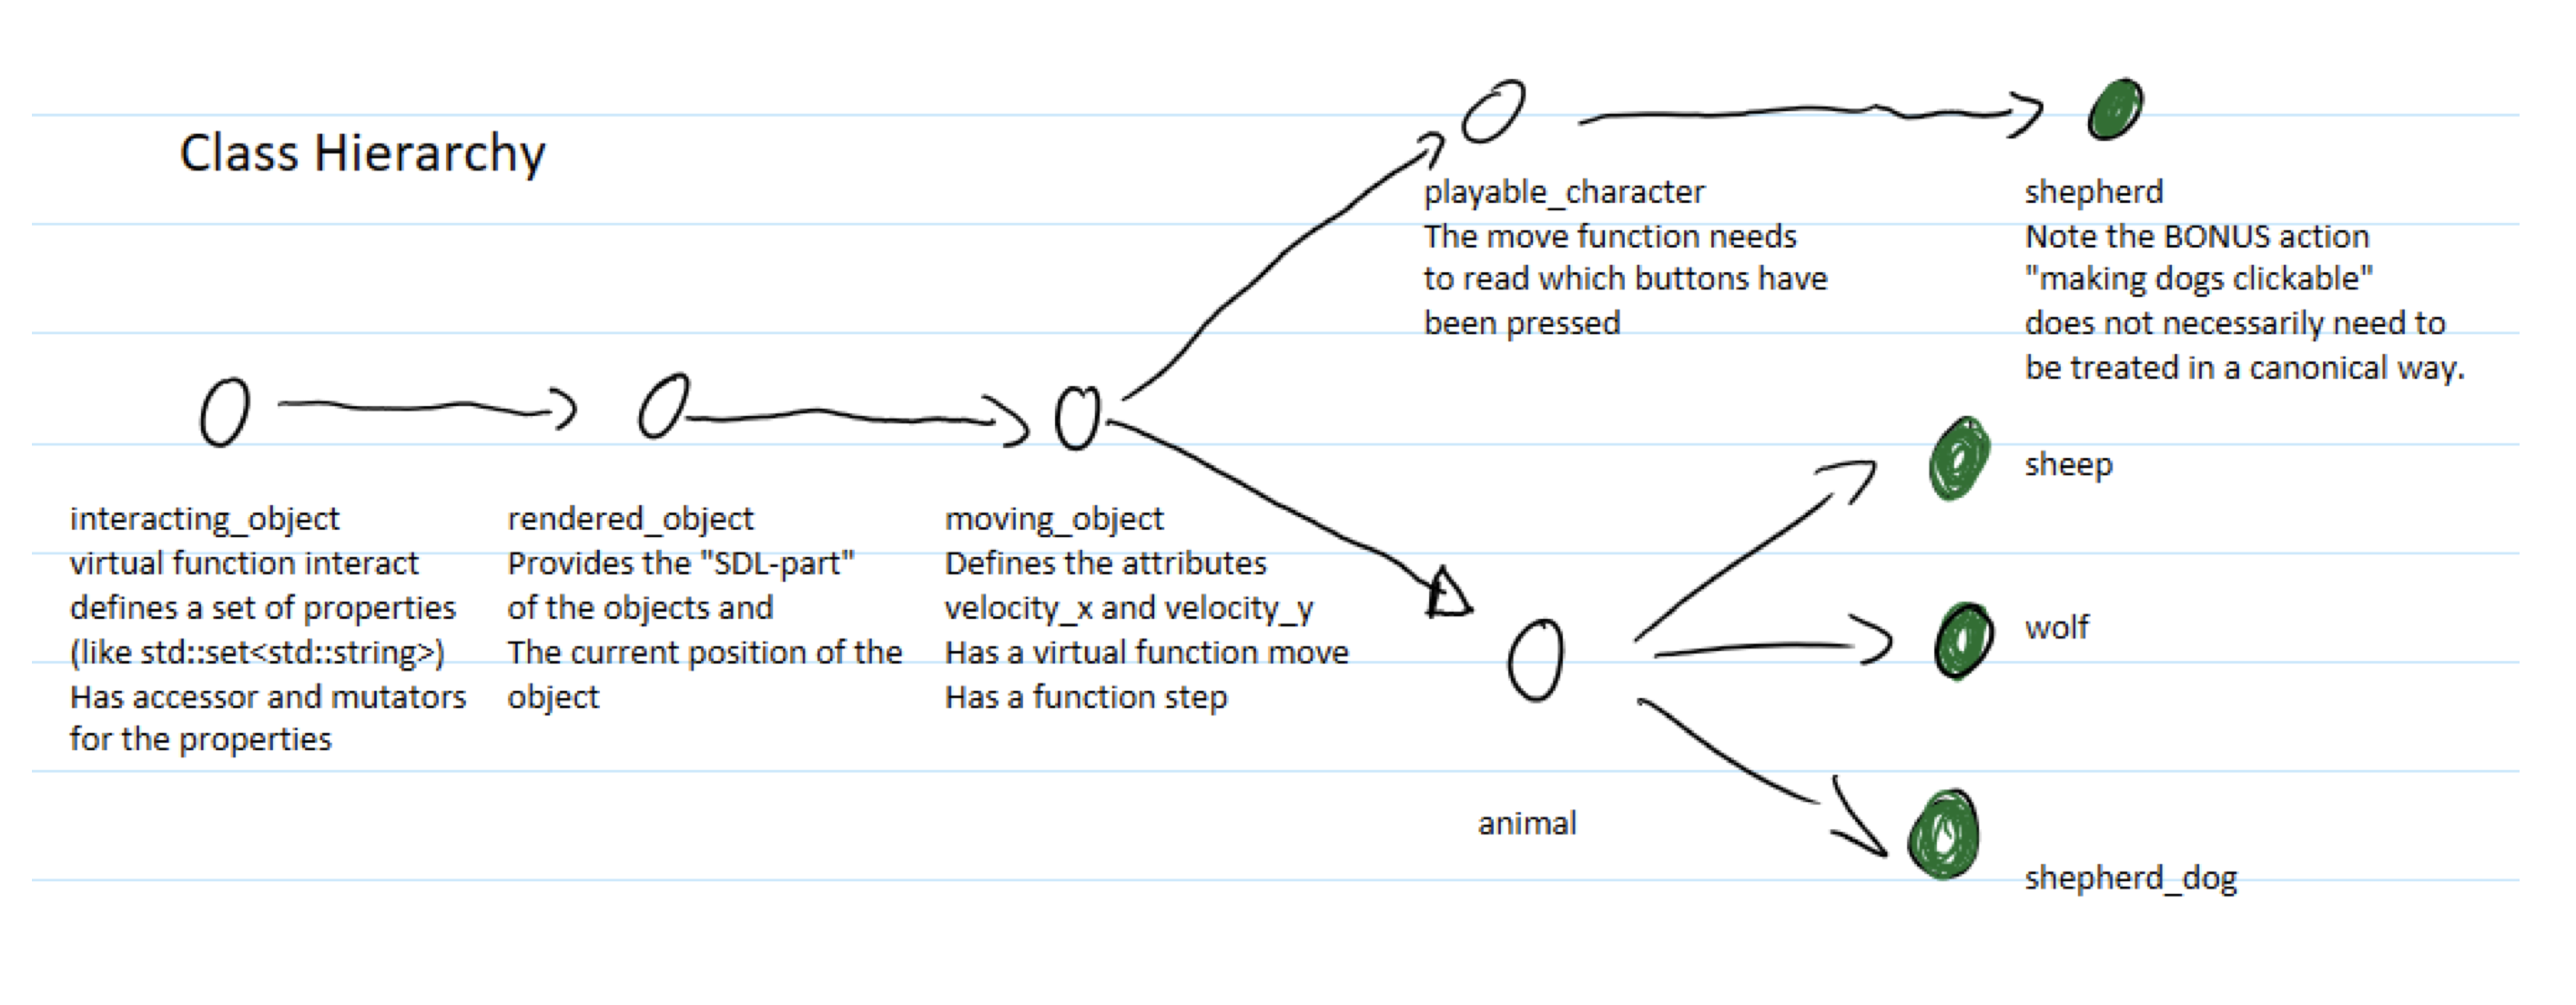 Class Hierarchy
playable_character
The move function needs
to read which buttons have
been pressed
shepherd
Note the BONUS action
"making dogs clickable"
does not necessarily need to
be treated in a canonical way.
interacting_object
virtual function interact
defines a set of properties
(like std::set<std::string>)
Has accessor and mutators
for the properties
rendered_object
Provides the "SDL-part"
of the objects and
The current position of the
object
moving_object
Defines the attributes
velocity_x and velocity_y
Has a virtual function move
Has a function step
sheep
wolf
animal
shepherd_dog